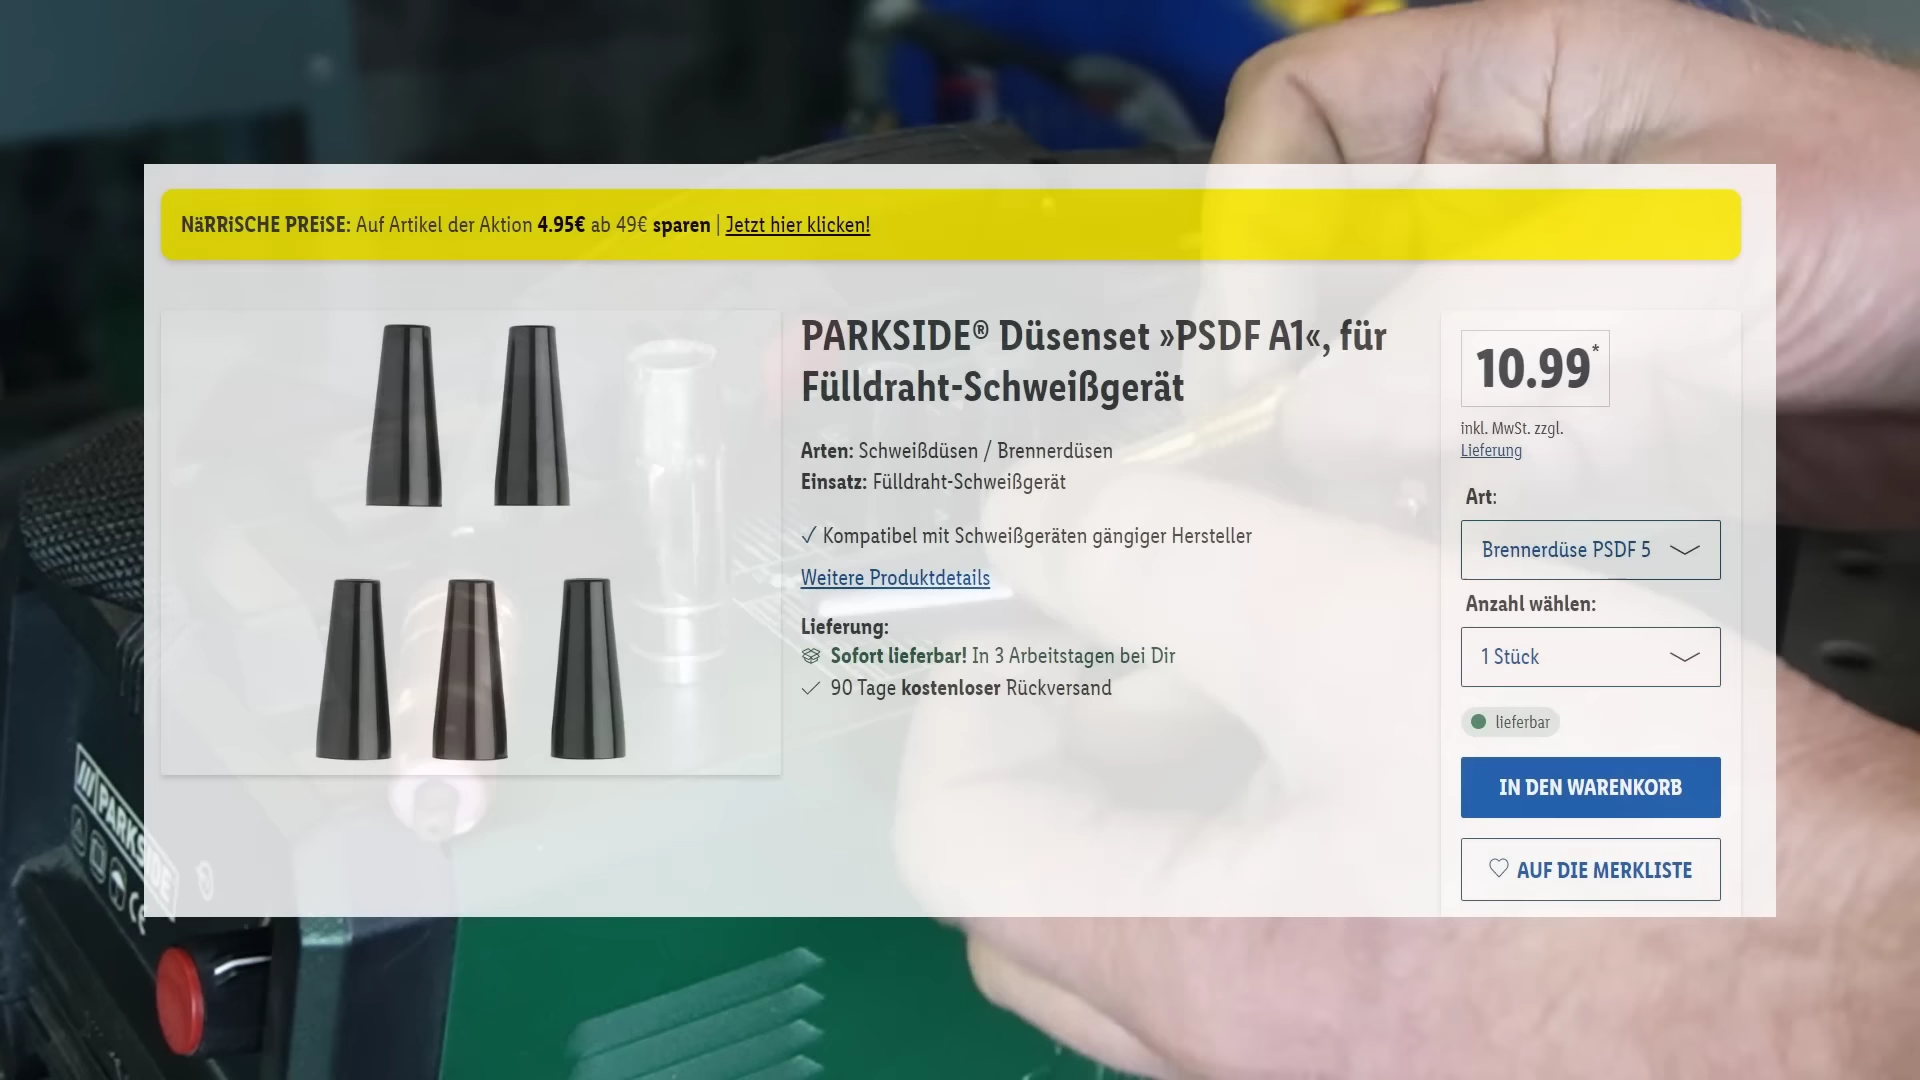 NäRRiSCHE PREiSE: Auf Artikel der Aktion 4.95€ ab 49€ sparen | Jetzt hier klicken!
PARKSIDE® Düsenset »PSDF A1«, für
Fülldraht-Schweißgerät
Arten: Schweißdüsen / Brennerdüsen
Einsatz: Fülldraht-Schweißgerät
✓ Kompatibel mit Schweißgeräten gängiger Hersteller
Weitere Produktdetails
Lieferung:
Sofort lieferbar! In 3 Arbeitstagen bei Dir
90 Tage kostenloser Rückversand
10.99*
inkl. MwSt. zzgl.
Lieferung
Art:
Brennerdüse PSDF 5
Anzahl wählen:
1 Stück
lieferbar
IN DEN WARENKORB
AUF DIE MERKLISTE
/// PARKSIDE
CE